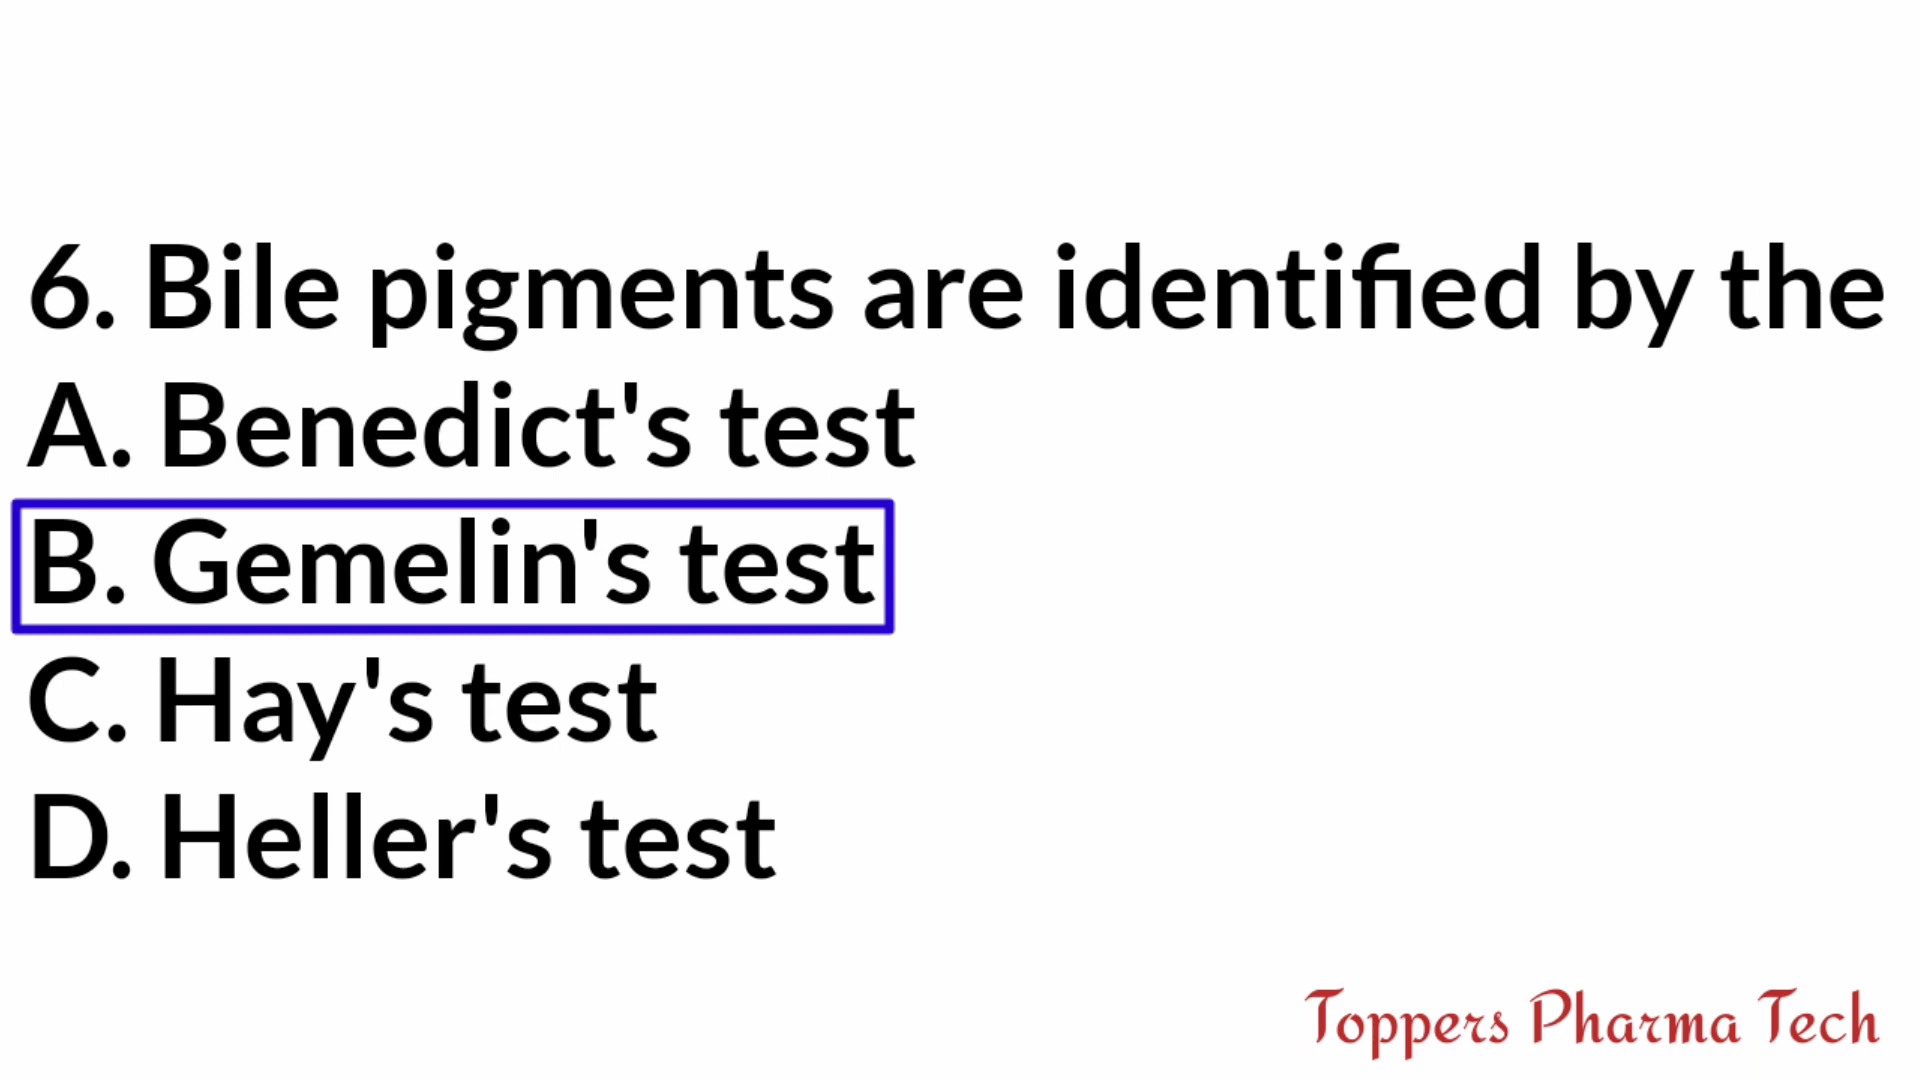 6. Bile pigments are identified by the
A. Benedict's test
B. Gemelin's test
C. Hay's test
D. Heller's test
Toppers Pharma Tech